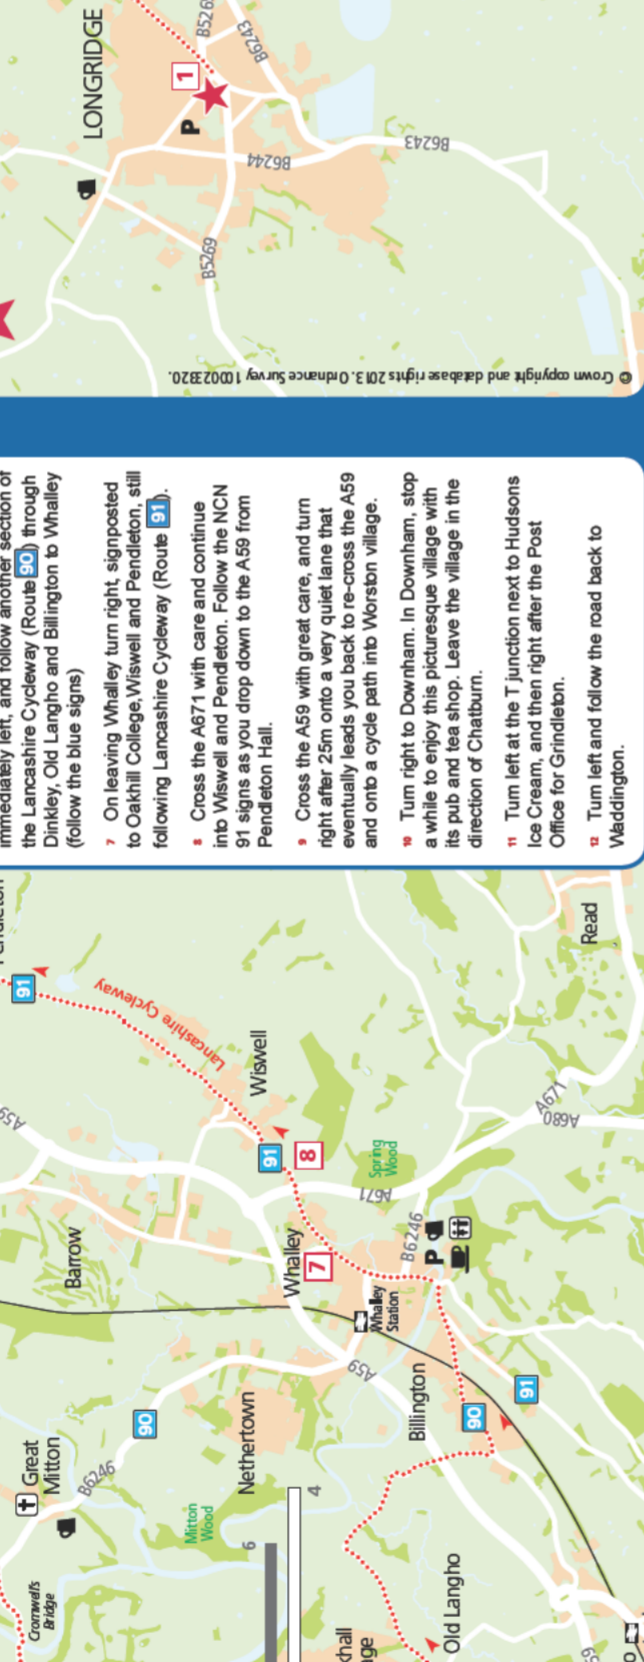 immediately left, and follow another section of
the Lancashire Cycleway (Route 90) through
Dinkley, Old Langho and Billington to Whalley
(follow the blue signs)
7 On leaving Whalley turn right, signposted
to Oakhill College,Wiswell and Pendleton, still
following Lancashire Cycleway (Route 91).
8 Cross the A671 with care and continue
into Wiswell and Pendleton. Follow the NCN
91 signs as you drop down to the A59 from
Pendleton Hall.
9 Cross the A59 with great care, and turn
right after 25m onto a very quiet lane that
eventually leads you back to re-cross the A59
and onto a cycle path into Worston village.
10 Turn right to Downham. In Downham, stop
a while to enjoy this picturesque village with
its pub and tea shop. Leave the village in the
direction of Chatburn.
11 Turn left at the T junction next to Hudsons
Ice Cream, and then right after the Post
Office for Grindleton.
12 Turn left and follow the road back to
Waddington.
LONGRIDGE
1
P
B6243
B6244
B6243
B5269
© Crown copyright and database rights 2013. Ordnance Survey 100023320.
91
Lancashire Cycleway
Wiswell
Read
A59
91
8
Spring
Wood
A671
A671
A680
Barrow
Whalley
7
B6246
P
Whalley
Station
A59
Billington
90
91
90
Great
Mitton
B6246
Nethertown
Mitton
Wood
Cromwell's
Bridge
4
6
Old Langho